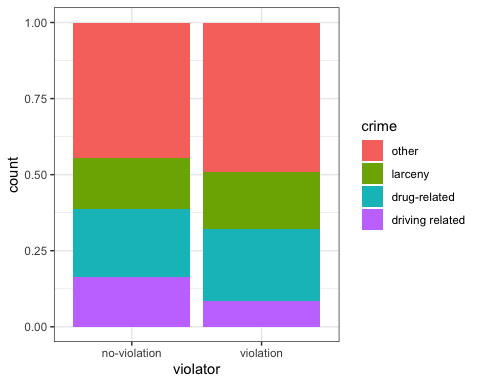 1.00
0.75
0.50
0.25
0.00
count
no-violation
violation
violator
crime
other
larceny
drug-related
driving related